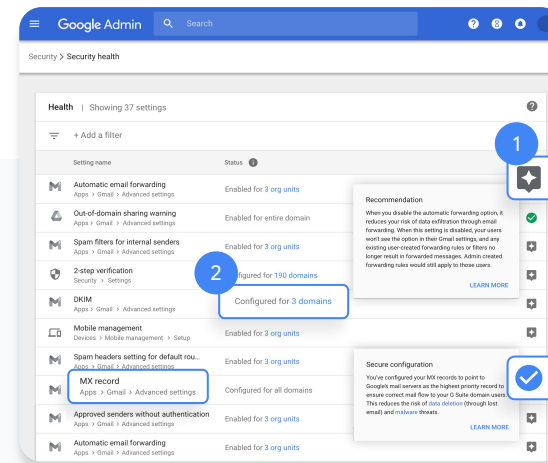 Google Admin Search
Security > Security health
Health | Showing 37 settings
+ Add a filter
Setting name Status
1
Automatic email forwarding
Apps > Gmail > Advanced settings
Enabled for 3 org units
Recommendation
When you disable the automatic forwarding option, it
reduces your risk of data exfiltration through email
forwarding. When this setting is disabled, your users
won't see the option in their Gmail settings, and any
existing user-created forwarding rules or filters no
longer result in forwarded messages. Admin created
forwarding rules would still apply to those users.
LEARN MORE
Out-of-domain sharing warning
Apps > Gmail > Advanced settings
Enabled for entire domain
Spam filters for internal senders
Apps > Gmail > Advanced settings
Enabled for 3 org units
2
2-step verification
Security > Settings
figured for 190 domains
DKIM
Apps > Gmail > Advanced settings
Configured for 3 domains
Mobile management
Devices > Mobile management > Setup
Enabled for 3 org units
Spam headers setting for default rou...
Apps > Gmail > Advanced settings
Enabled for 3 org units
MX record
Apps > Gmail > Advanced settings
Configured for all domains
Secure configuration
You've configured your MX records to point to
Google's mail servers as the highest priority record to
ensure correct mail flow to your G Suite domain users.
This reduces the risk of data deletion (through lost
email) and malware threats.
LEARN MORE
Approved senders without authentication
Apps > Gmail > Advanced settings
Enabled for 3 org units
Automatic email forwarding
Apps > Gmail > Advanced settings
Enabled for 3 org units